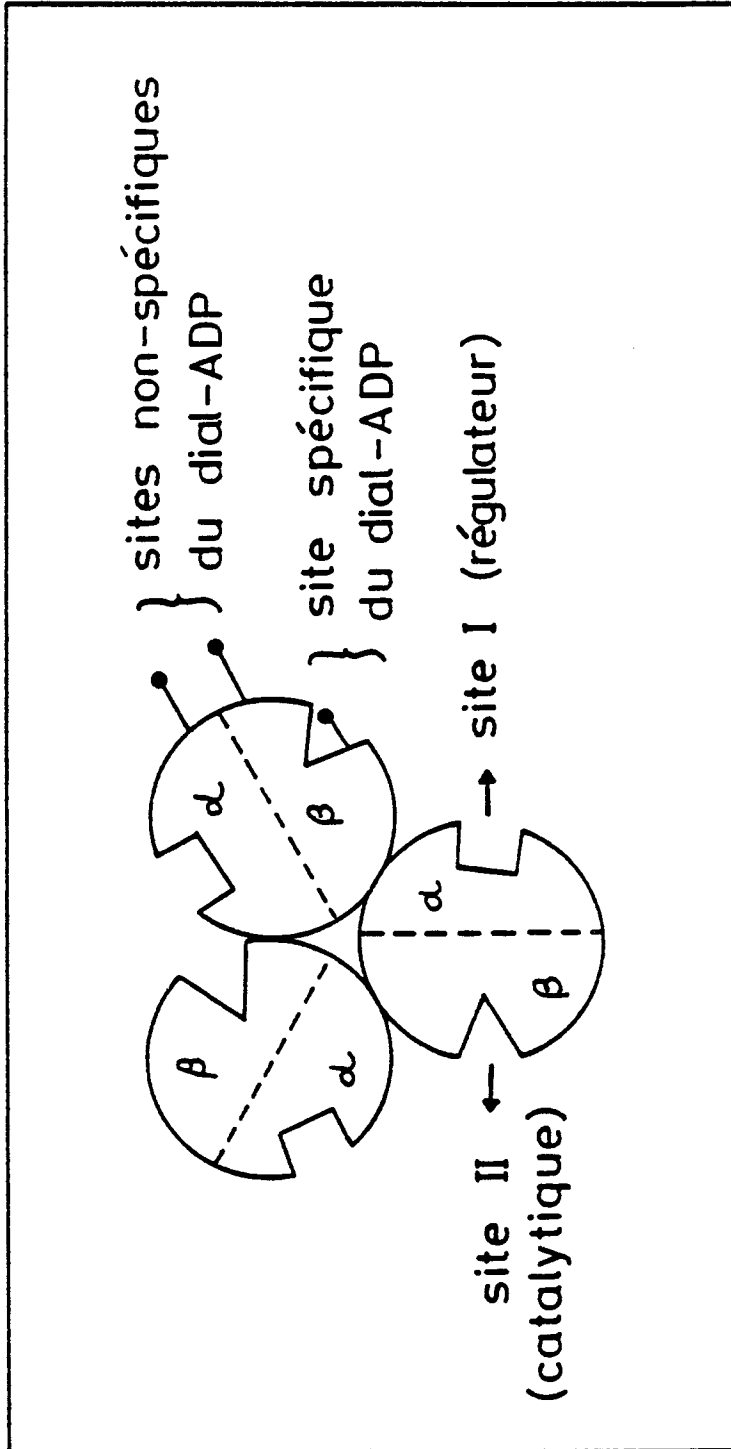 sites non-spécifiques
du dial-ADP
β
α
site spécifique
du dial-ADP
α
β
α
site I (régulateur)
site II
(catalytique)
β